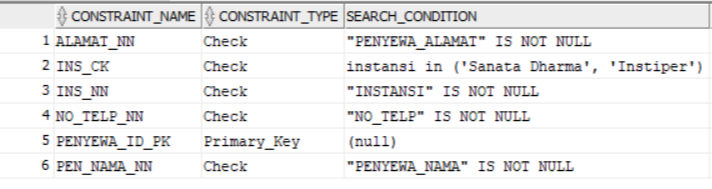 CONSTRAINT_NAME CONSTRAINT_TYPE SEARCH_CONDITION
1 ALAMAT_NN Check "PENYEWA_ALAMAT" IS NOT NULL
2 INS_CK Check instansi in ('Sanata Dharma', 'Instiper')
3 INS_NN Check "INSTANSI" IS NOT NULL
4 NO_TELP_NN Check "NO_TELP" IS NOT NULL
5 PENYEWA_ID_PK Primary_Key (null)
6 PEN_NAMA_NN Check "PENYEWA_NAMA" IS NOT NULL